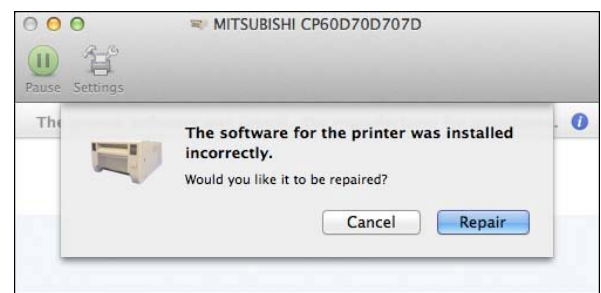 MITSUBISHI CP60D70D707D
Pause Settings
The
The software for the printer was installed
incorrectly.
Would you like it to be repaired?
Cancel Repair